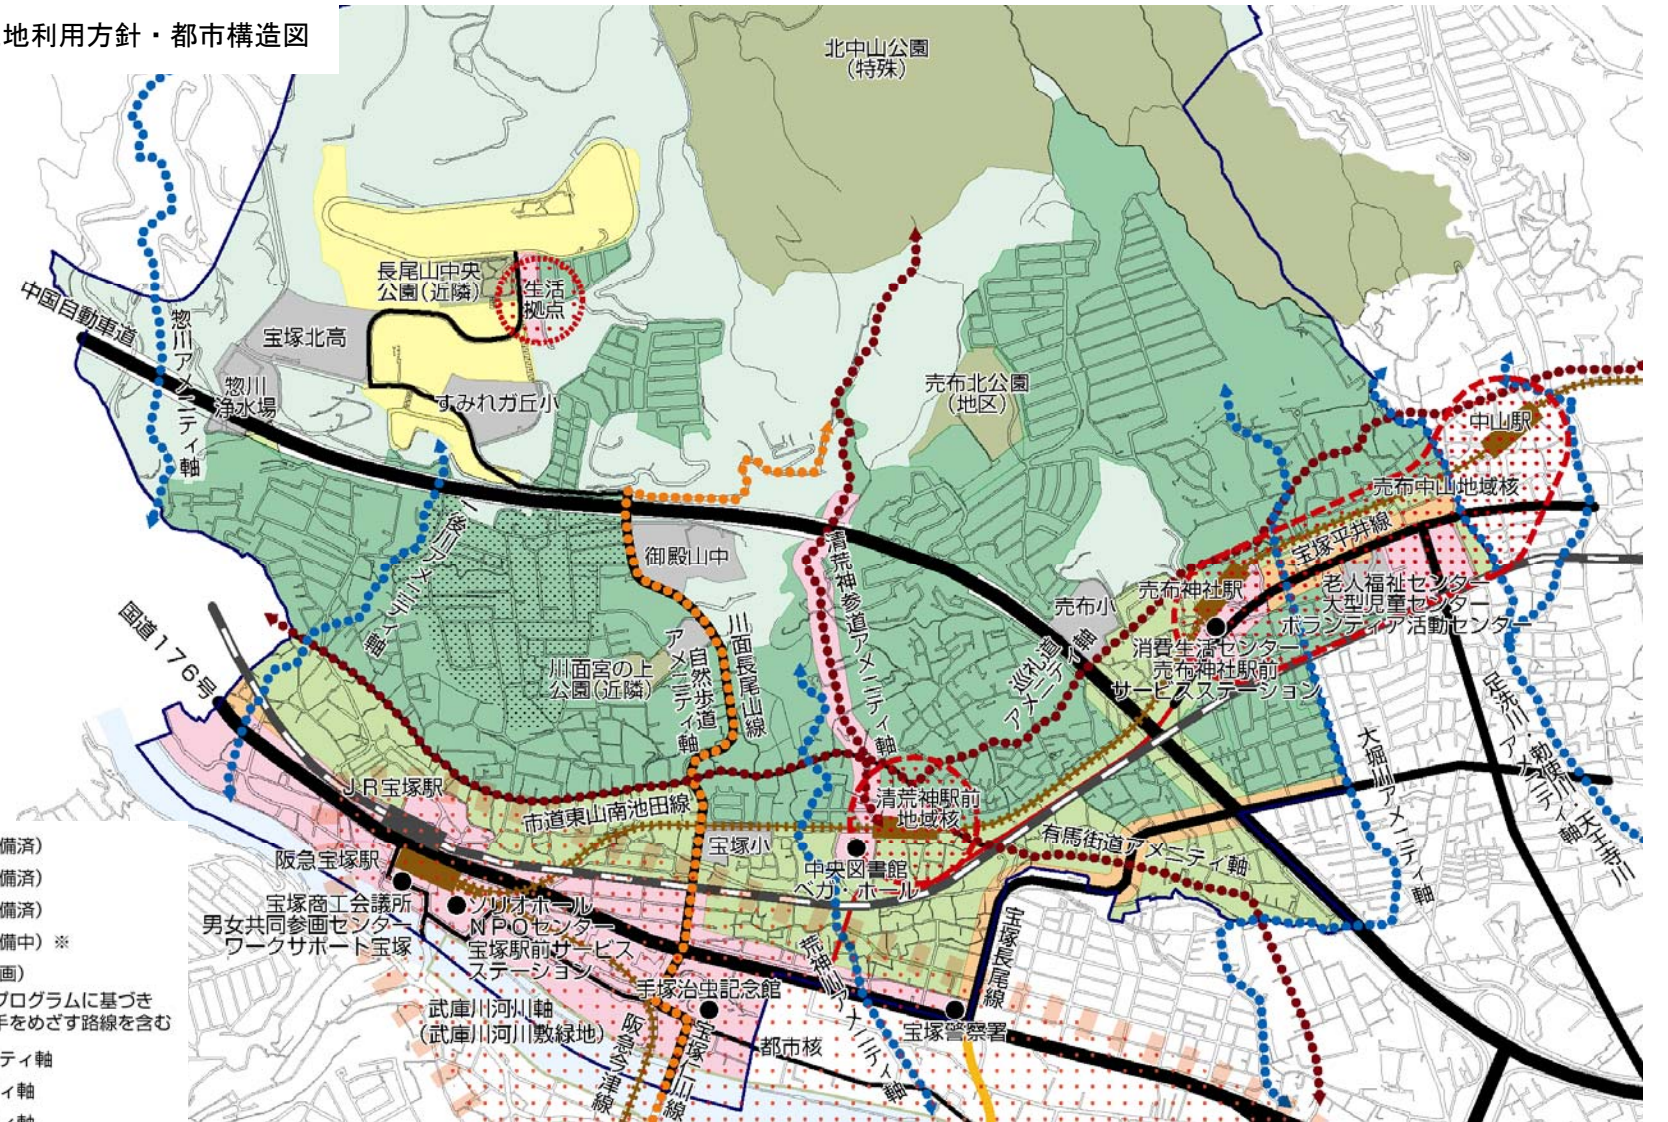 地利用方針・都市構造図
北中山公園
(特殊)
長尾山中央
公園(近隣)
生活
拠点
中国自動車道
惣川アメニティ軸
宝塚北高
惣川
浄水場
すみれガ丘小
売布北公園
(地区)
中山駅
売布中山地域核
宝塚平井線
一後川アメニティ軸
御殿山中
清荒神参道アメニティ軸
売布小
売布神社駅
老人福祉センター
大型児童センター
ボランティア活動センター
消費生活センター
売布神社駅前
サービスステーション
国道176号
川面宮の上
公園(近隣)
自然歩道
アメニティ軸
川面長尾山線
巡礼道
アメニティ軸
足洗川・勅使川・天王寺川
アメニティ軸
大堀川アメニティ軸
JR宝塚駅
市道東山南池田線
清荒神駅前
地域核
宝塚小
有馬街道アメニティ軸
阪急宝塚駅
中央図書館
ベガ・ホール
宝塚商工会議所
男女共同参画センター
ワークサポート宝塚
ソリオホール
NPOセンター
宝塚駅前サービス
ステーション
手塚治虫記念館
荒神川アメニティ軸
宝塚長尾線
宝塚警察署
武庫川河川軸
(武庫川河川敷緑地)
阪急今津線
宝塚仁川線
都市核
備済)
備済)
備済)
備中)※
画)
プログラムに基づき
手をめざす路線を含む
ティ軸
ィ軸